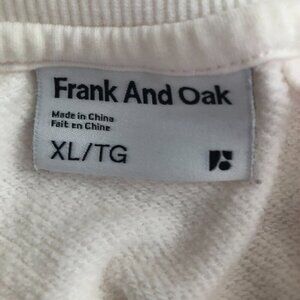 Frank And Oak
Made in China
Fait en Chine
XL/TG